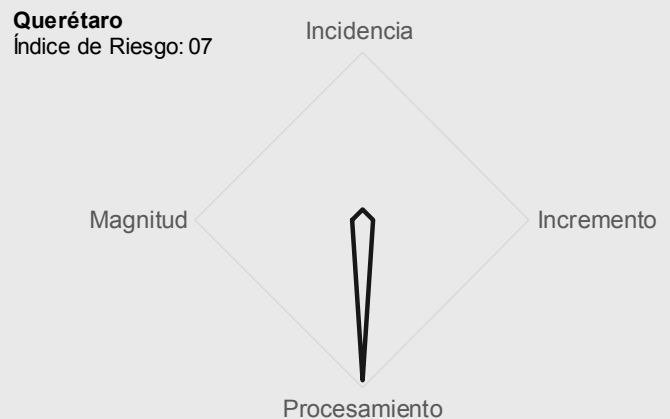 Querétaro
Índice de Riesgo: 07
Incidencia
Magnitud
Incremento
Procesamiento